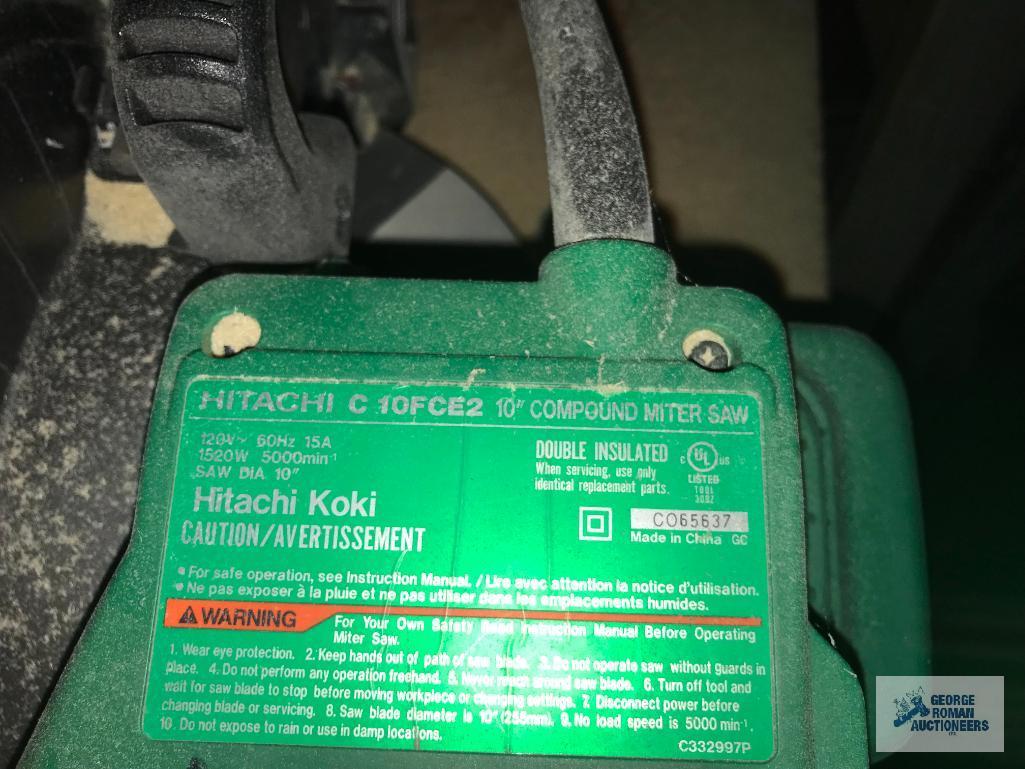 HITACHI C 10FCE2 10" COMPOUND MITER SAW
120V~ 60Hz 15A
1520W 5000min⁻¹
SAW DIA 10"
Hitachi Koki
CAUTION/AVERTISSEMENT
DOUBLE INSULATED
When servicing, use only
identical replacement parts.
C UL US
LISTED
TOOL
308Z
CO65637
Made in China GC
• For safe operation, see Instruction Manual. / Lire avec attention la notice d'utilisation.
• Ne pas exposer à la pluie et ne pas utiliser dans les emplacements humides.
WARNING
For Your Own Safety Read Instruction Manual Before Operating
Miter Saw.
1. Wear eye protection. 2. Keep hands out of path of saw blade. 3. Do not operate saw without guards in
place. 4. Do not perform any operation freehand. 5. Never reach around saw blade. 6. Turn off tool and
wait for saw blade to stop before moving workpiece or changing settings. 7. Disconnect power before
changing blade or servicing. 8. Saw blade diameter is 10" (255mm). 9. No load speed is 5000 min⁻¹.
10. Do not expose to rain or use in damp locations.
C332997P
GEORGE
ROMAN
AUCTIONEERS